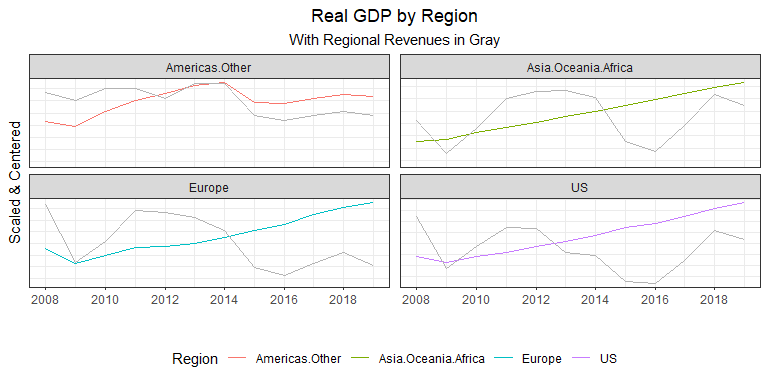 Real GDP by Region
With Regional Revenues in Gray
Americas.Other
Asia.Oceania.Africa
Scaled & Centered
Europe
US
2008 2010 2012 2014 2016 2018
2008 2010 2012 2014 2016 2018
Region Americas.Other Asia.Oceania.Africa Europe US